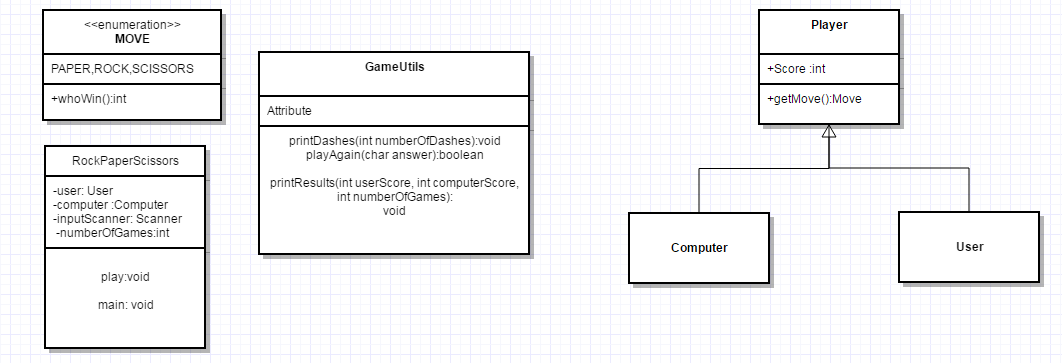 <<enumeration>>
MOVE
PAPER,ROCK,SCISSORS
+whoWin():int
RockPaperScissors
-user: User
-computer :Computer
-inputScanner: Scanner
-numberOfGames:int
play:void
main: void
GameUtils
Attribute
printDashes(int numberOfDashes):void
playAgain(char answer):boolean
printResults(int userScore, int computerScore,
int numberOfGames):
void
Player
+Score :int
+getMove():Move
Computer
User